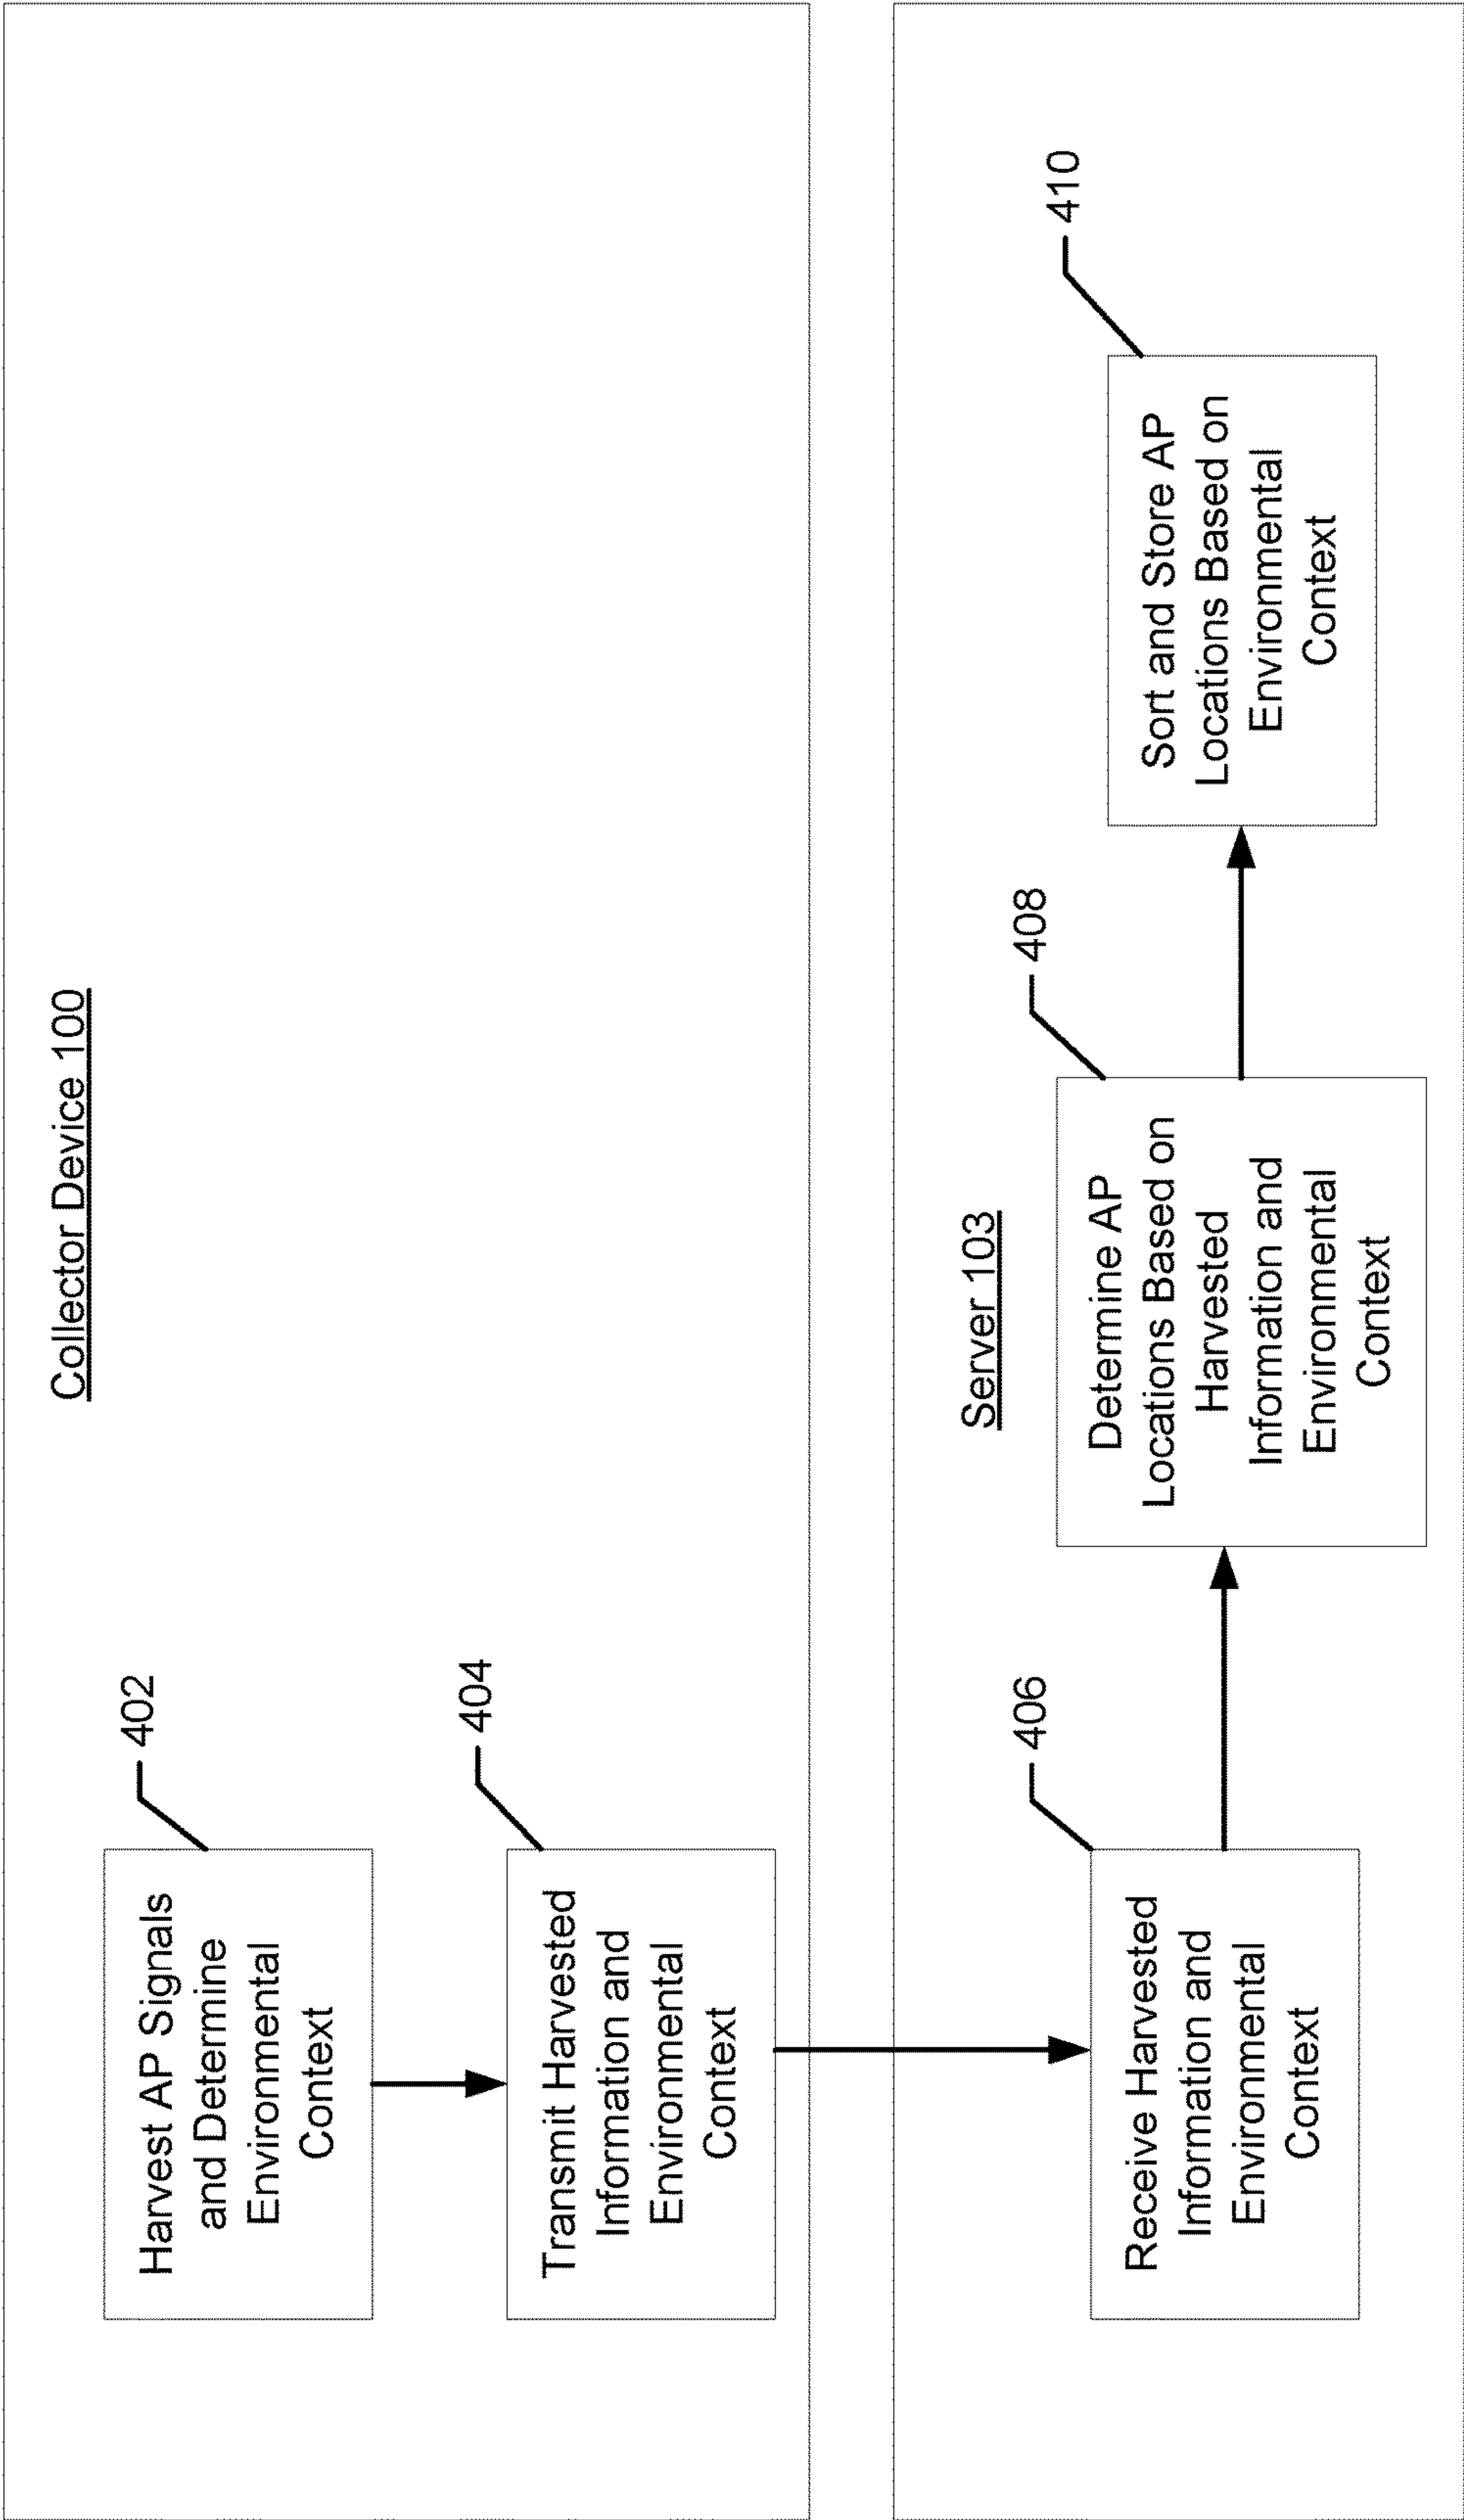 Collector Device 100
402
Harvest AP Signals
and Determine
Environmental
Context
404
Transmit Harvested
Information and
Environmental
Context
Server 103
406
Receive Harvested
Information and
Environmental
Context
408
Determine AP
Locations Based on
Harvested
Information and
Environmental
Context
410
Sort and Store AP
Locations Based on
Environmental
Context